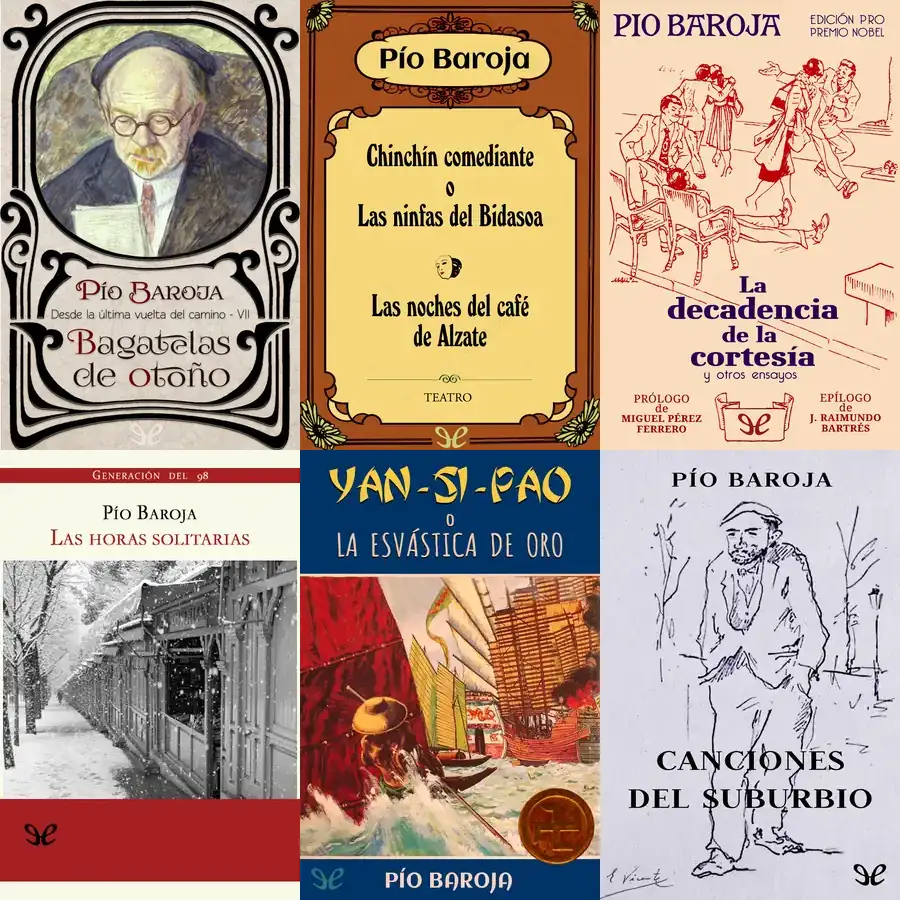 Pío Baroja
Desde la última vuelta del camino - VII
Bagatelas
de otoño
Pío Baroja
Chinchín comediante
o
Las ninfas del Bidasoa
Las noches del café
de Alzate
TEATRO
PIO BAROJA
EDICIÓN PRO
PREMIO NOBEL
La
decadencia
de la
cortesía
y otros ensayos
PRÓLOGO
de
MIGUEL PÉREZ
FERRERO
EPÍLOGO
de
J. RAIMUNDO
BARTRÉS
GENERACIÓN DEL 98
PÍO BAROJA
LAS HORAS SOLITARIAS
YAN-SI-PAO
o
LA ESVÁSTICA DE ORO
PÍO BAROJA
PÍO BAROJA
CANCIONES
DEL SUBURBIO